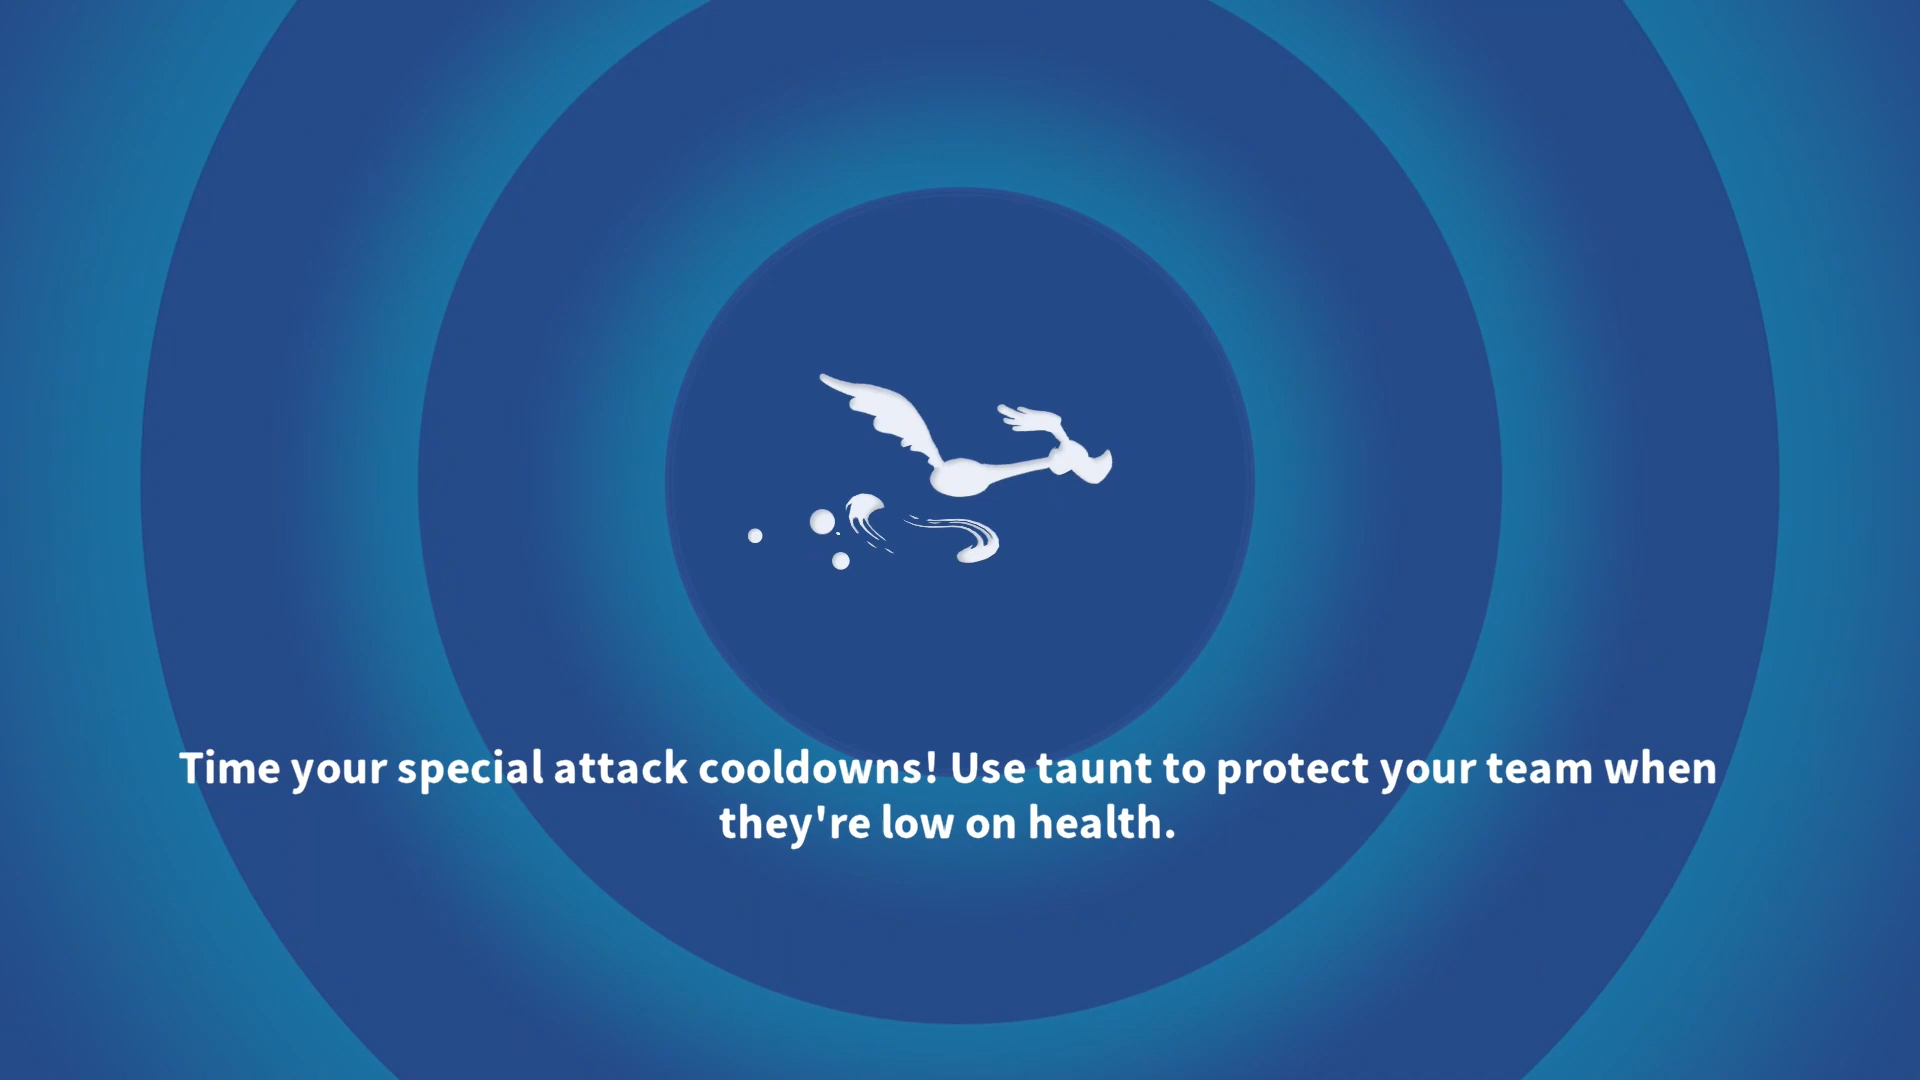 Time your special attack cooldowns! Use taunt to protect your team when
they're low on health.